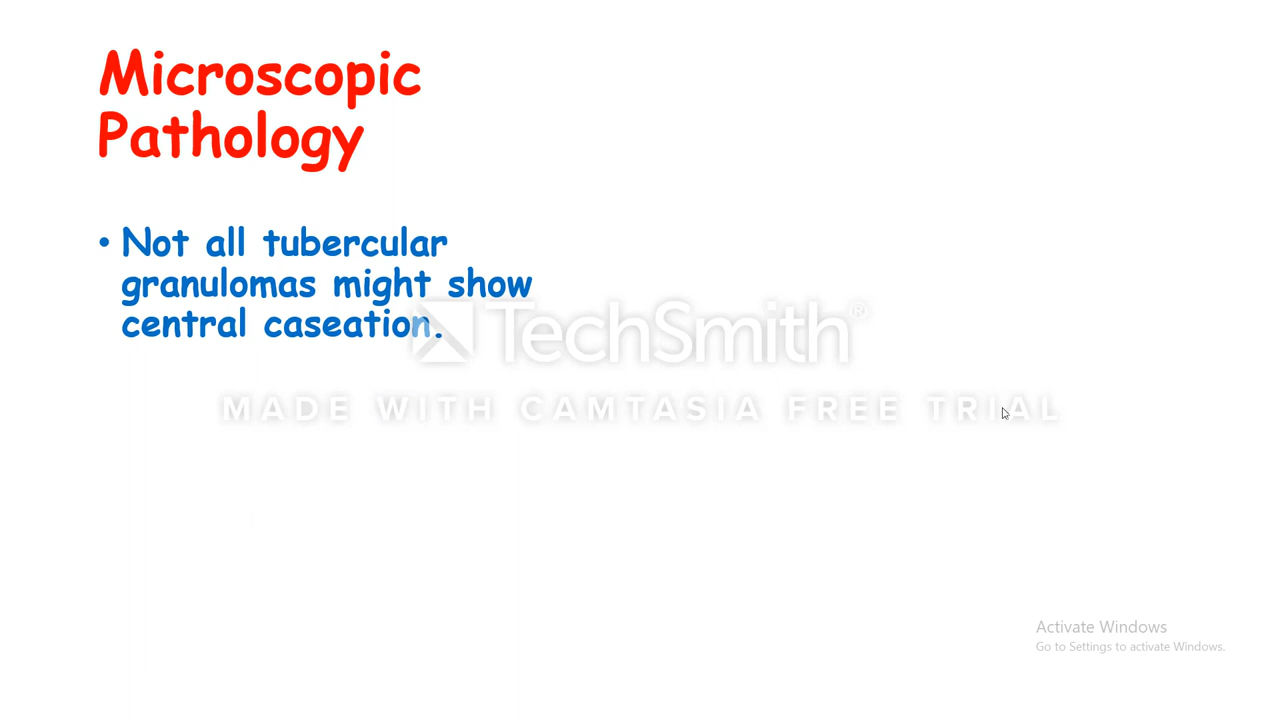 Microscopic
Pathology
• Not all tubercular
granulomas might show
central caseation.
TechSmith®
MADE WITH CAMTASIA FREE TRIAL
Activate Windows
Go to Settings to activate Windows.